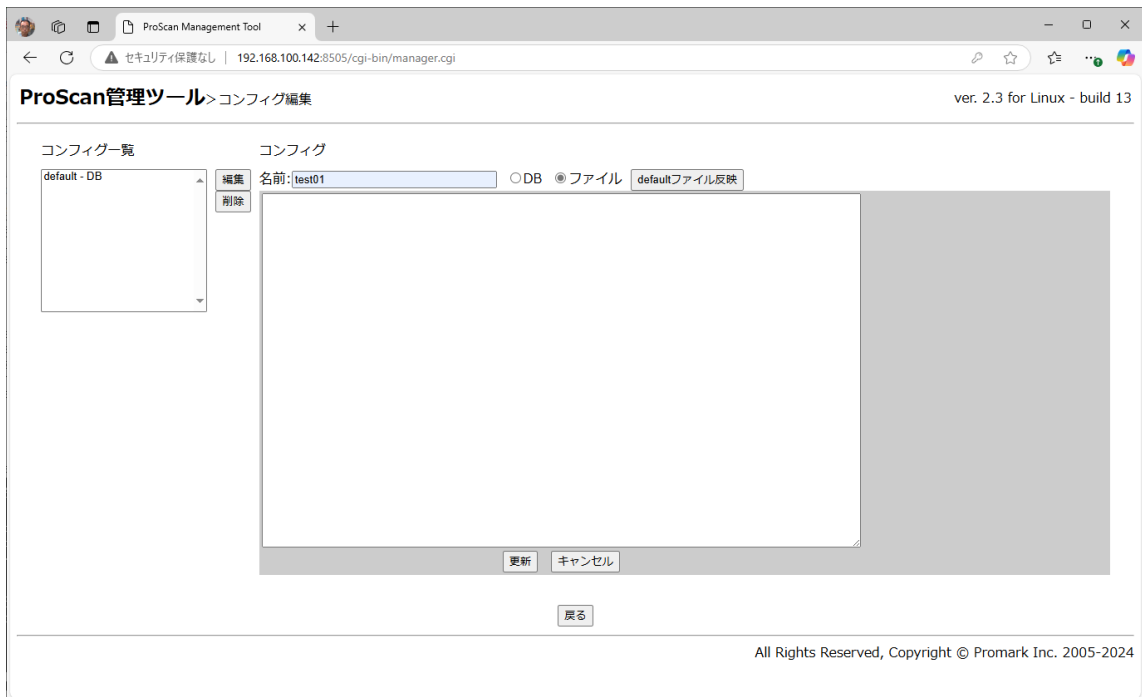 ProScan Management Tool
セキュリティ保護なし | 192.168.100.142:8505/cgi-bin/manager.cgi
ProScan管理ツール>コンフィグ編集
ver. 2.3 for Linux - build 13
コンフィグ一覧
コンフィグ
default - DB
編集
削除
名前: test01 DB ファイル defaultファイル反映
更新 キャンセル
戻る
All Rights Reserved, Copyright © Promark Inc. 2005-2024